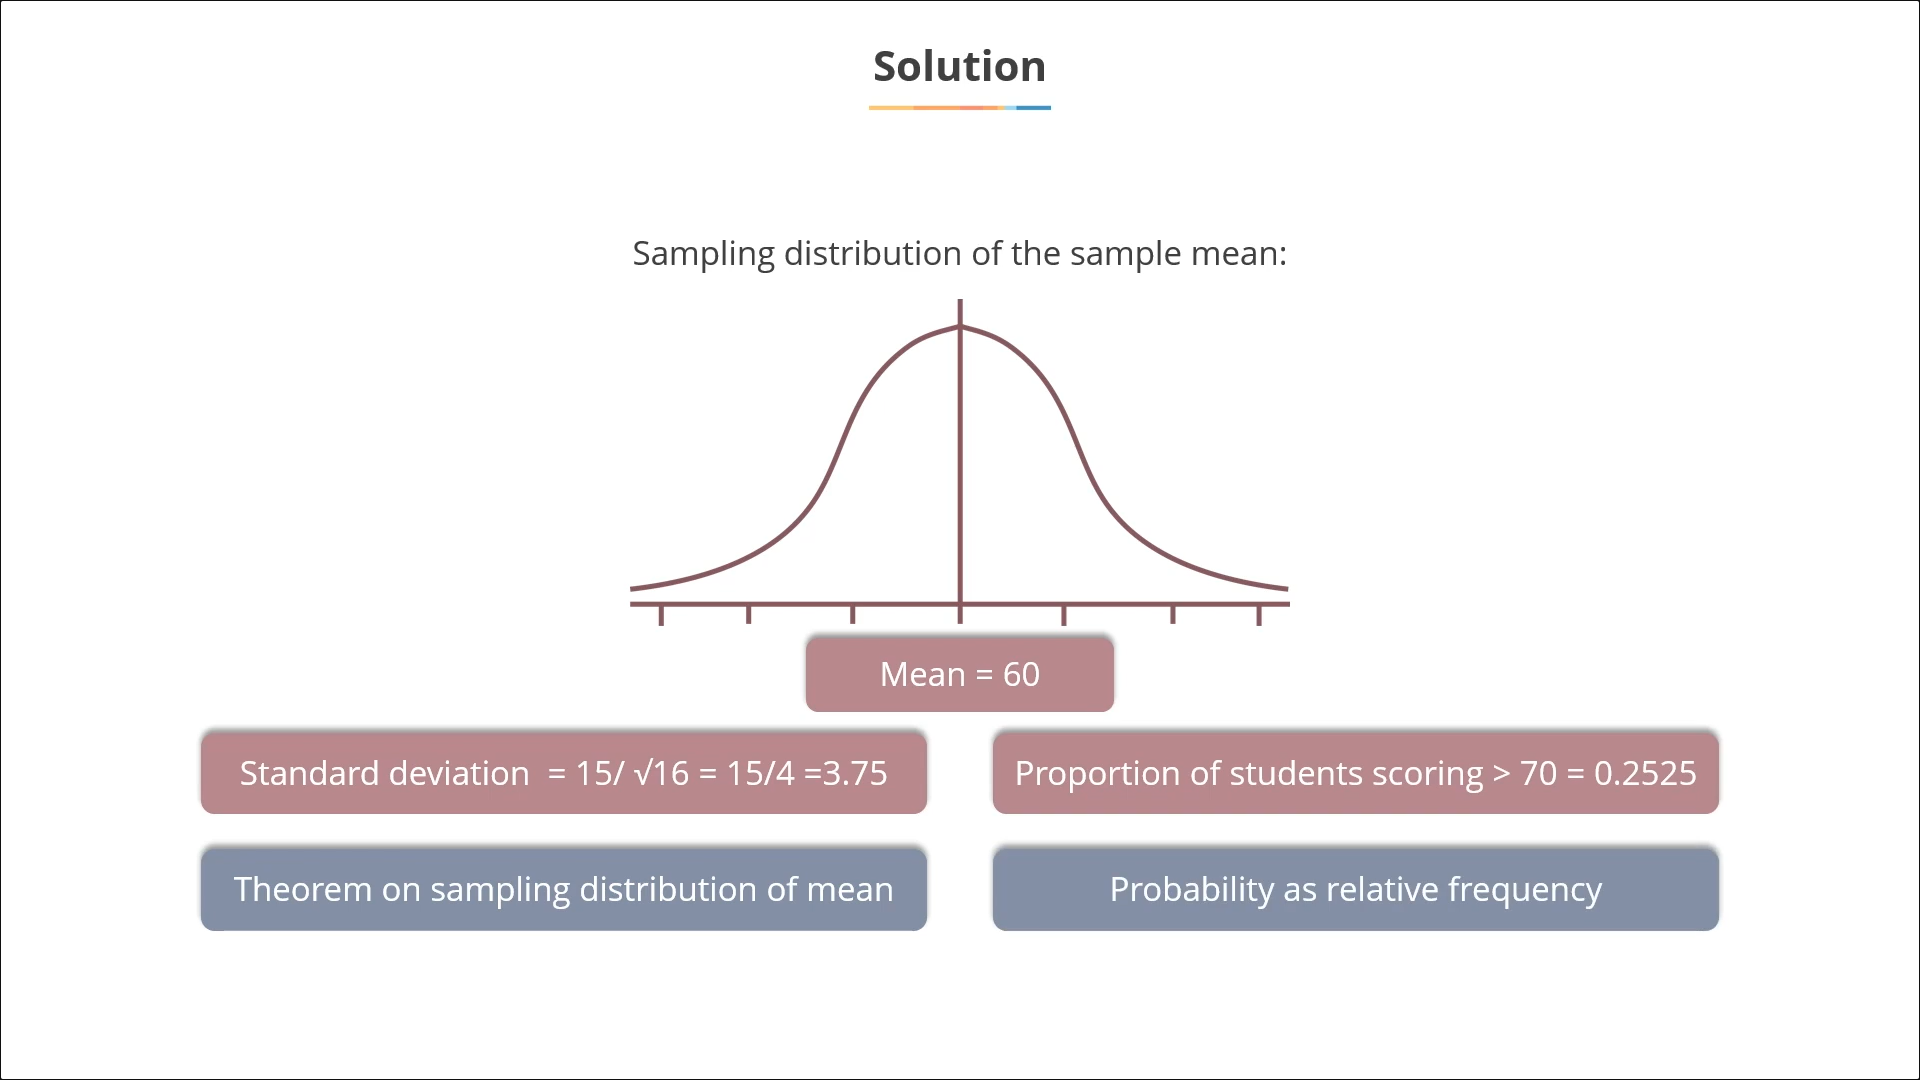 Solution
Sampling distribution of the sample mean:
Mean = 60
Standard deviation  = 15/ √16 = 15/4 =3.75
Proportion of students scoring > 70 = 0.2525
Theorem on sampling distribution of mean
Probability as relative frequency